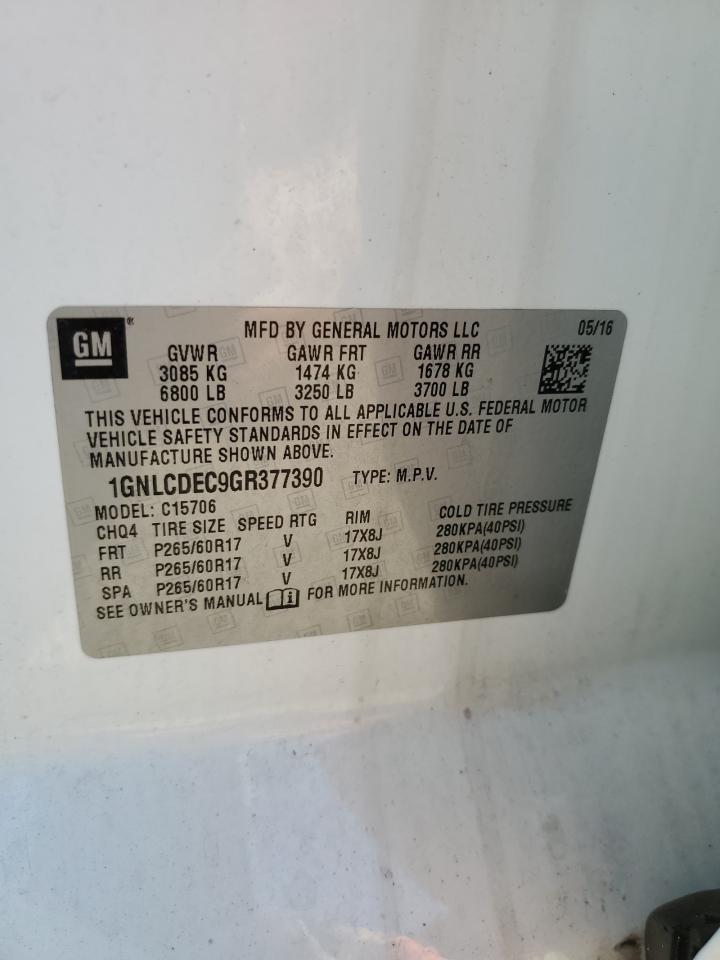 GM ®
MFD BY GENERAL MOTORS LLC 05/16
GVWR GAWR FRT GAWR RR
3085 KG 1474 KG 1678 KG
6800 LB 3250 LB 3700 LB
THIS VEHICLE CONFORMS TO ALL APPLICABLE U.S. FEDERAL MOTOR
VEHICLE SAFETY STANDARDS IN EFFECT ON THE DATE OF
MANUFACTURE SHOWN ABOVE.
1GNLCDEC9GR377390 TYPE: M.P.V.
MODEL: C15706
CHQ4 TIRE SIZE SPEED RTG RIM COLD TIRE PRESSURE
FRT P265/60R17 V 17X8J 280KPA(40PSI)
RR P265/60R17 V 17X8J 280KPA(40PSI)
SPA P265/60R17 V 17X8J 280KPA(40PSI)
SEE OWNER'S MANUAL i FOR MORE INFORMATION.